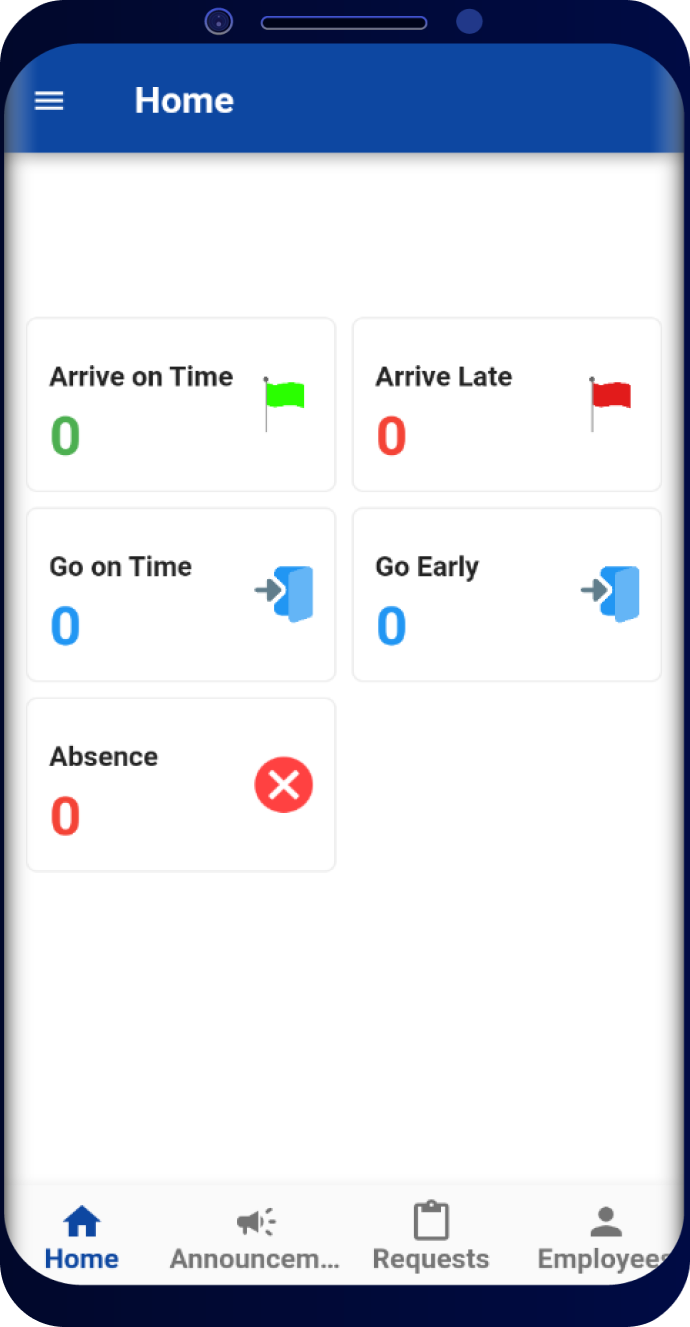 Home
Arrive on Time
0
Arrive Late
0
Go on Time
0
Go Early
0
Absence
0
Home
Announcem...
Requests
Employees